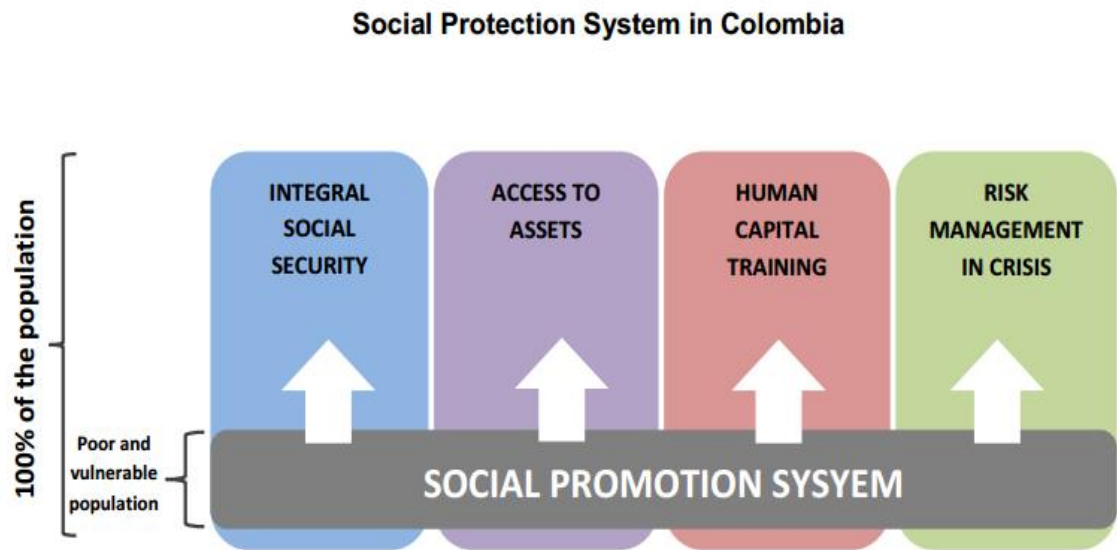 Social Protection System in Colombia
100% of the population
INTEGRAL
SOCIAL
SECURITY
ACCESS TO
ASSETS
HUMAN
CAPITAL
TRAINING
RISK
MANAGEMENT
IN CRISIS
Poor and
vulnerable
population
SOCIAL PROMOTION SYSYEM